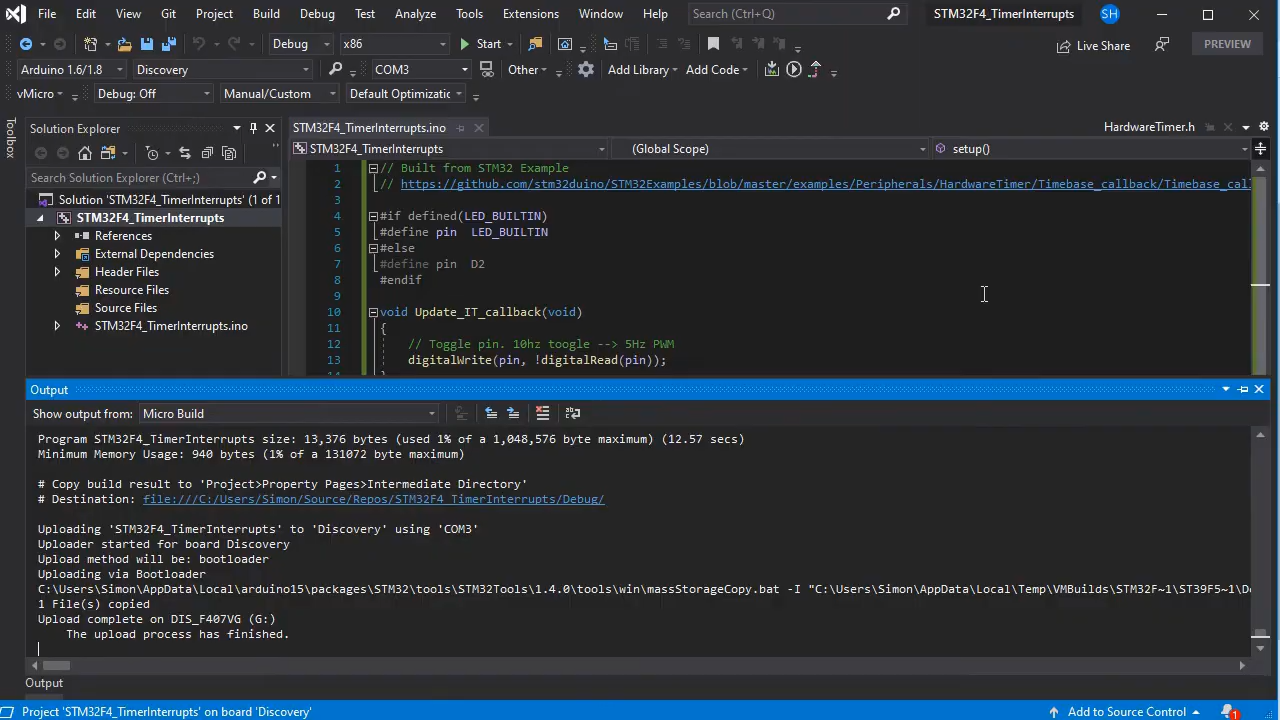 File Edit View Git Project Build Debug Test Analyze Tools Extensions Window Help Search (Ctrl+Q) STM32F4_TimerInterrupts SH
Debug x86 Start Live Share PREVIEW
Arduino 1.6/1.8 Discovery COM3 Other Add Library Add Code
vMicro Debug: Off Manual/Custom Default Optimizatic
Toolbox
Solution Explorer
Search Solution Explorer (Ctrl+;)
Solution 'STM32F4_TimerInterrupts' (1 of 1
STM32F4_TimerInterrupts
References
External Dependencies
Header Files
Resource Files
Source Files
STM32F4_TimerInterrupts.ino
STM32F4_TimerInterrupts.ino HardwareTimer.h
STM32F4_TimerInterrupts (Global Scope) setup()
1 // Built from STM32 Example
2 // https://github.com/stm32duino/STM32Examples/blob/master/examples/Peripherals/HardwareTimer/Timebase_callback/Timebase_cal
3
4 #if defined(LED_BUILTIN)
5 #define pin  LED_BUILTIN
6 #else
7 #define pin  D2
8 #endif
9
10 void Update_IT_callback(void)
11 {
12 // Toggle pin. 10hz toogle --> 5Hz PWM
13 digitalWrite(pin, !digitalRead(pin));
Output
Show output from: Micro Build
Program STM32F4_TimerInterrupts size: 13,376 bytes (used 1% of a 1,048,576 byte maximum) (12.57 secs)
Minimum Memory Usage: 940 bytes (1% of a 131072 byte maximum)
# Copy build result to 'Project>Property Pages>Intermediate Directory'
# Destination: file:///C:/Users/Simon/Source/Repos/STM32F4_TimerInterrupts/Debug/
Uploading 'STM32F4_TimerInterrupts' to 'Discovery' using 'COM3'
Uploader started for board Discovery
Upload method will be: bootloader
Uploading via Bootloader
C:\Users\Simon\AppData\Local\arduino15\packages\STM32\tools\STM32Tools\1.4.0\tools\win\massStorageCopy.bat -I "C:\Users\Simon\AppData\Local\Temp\VMBuilds\STM32F~1\ST39F5~1\D
1 File(s) copied
Upload complete on DIS_F407VG (G:)
The upload process has finished.
Output
Project 'STM32F4_TimerInterrupts' on board 'Discovery' Add to Source Control 1